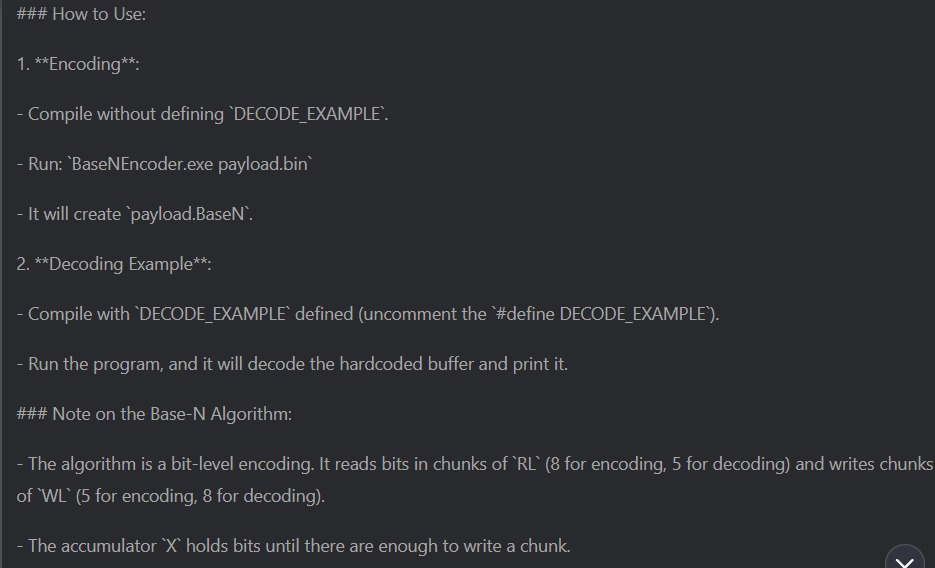 ### How to Use:
1. **Encoding**:
- Compile without defining `DECODE_EXAMPLE`.
- Run: `BaseNEncoder.exe payload.bin`
- It will create `payload.BaseN`.
2. **Decoding Example**:
- Compile with `DECODE_EXAMPLE` defined (uncomment the `#define DECODE_EXAMPLE`).
- Run the program, and it will decode the hardcoded buffer and print it.
### Note on the Base-N Algorithm:
- The algorithm is a bit-level encoding. It reads bits in chunks of `RL` (8 for encoding, 5 for decoding) and writes chunks
of `WL` (5 for encoding, 8 for decoding).
- The accumulator `X` holds bits until there are enough to write a chunk.